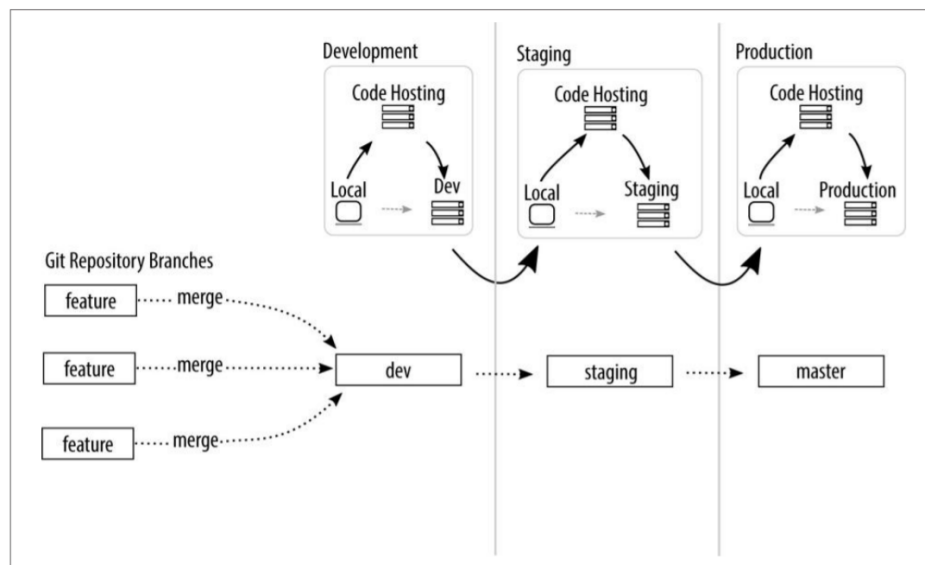 Development
Staging
Production
Code Hosting
Code Hosting
Code Hosting
Local
Dev
Local
Staging
Local
Production
Git Repository Branches
feature
merge
feature
merge
dev
staging
master
feature
merge